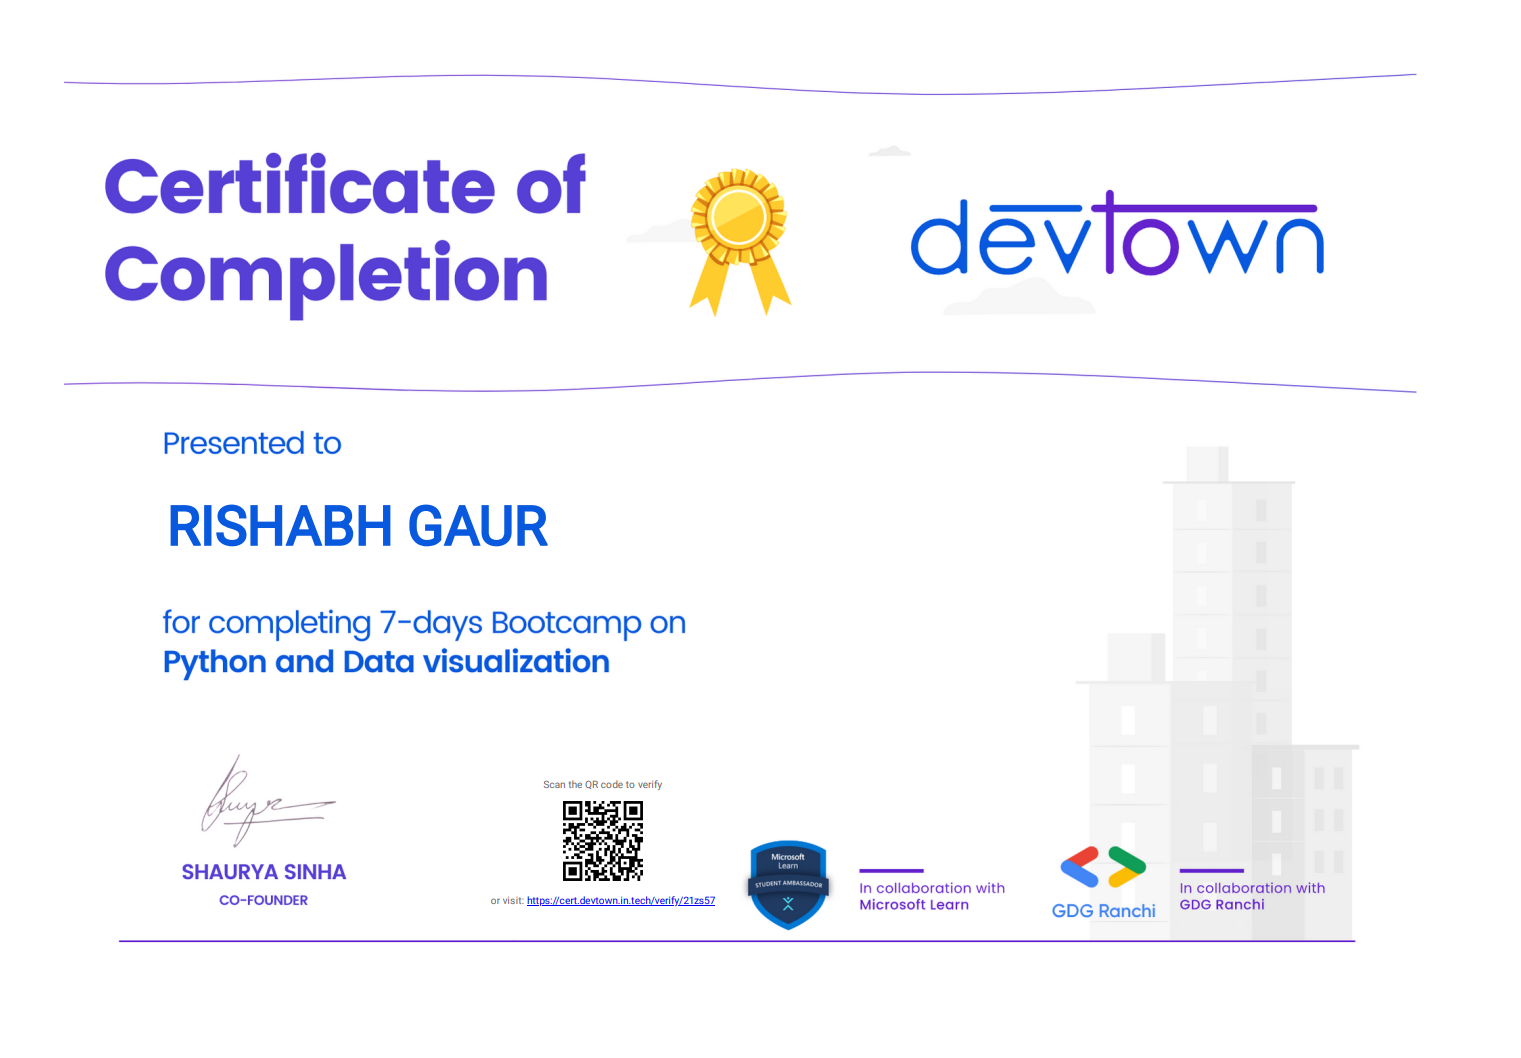 Certificate of
Completion
devtown
Presented to
RISHABH GAUR
for completing 7-days Bootcamp on
Python and Data visualization
SHAURYA SINHA
CO-FOUNDER
Scan the QR code to verify
or visit: https://cert.devtown.in.tech/verify/21zs57
Microsoft
Learn
STUDENT AMBASSADOR
In collaboration with
Microsoft Learn
GDG Ranchi
In collaboration with
GDG Ranchi